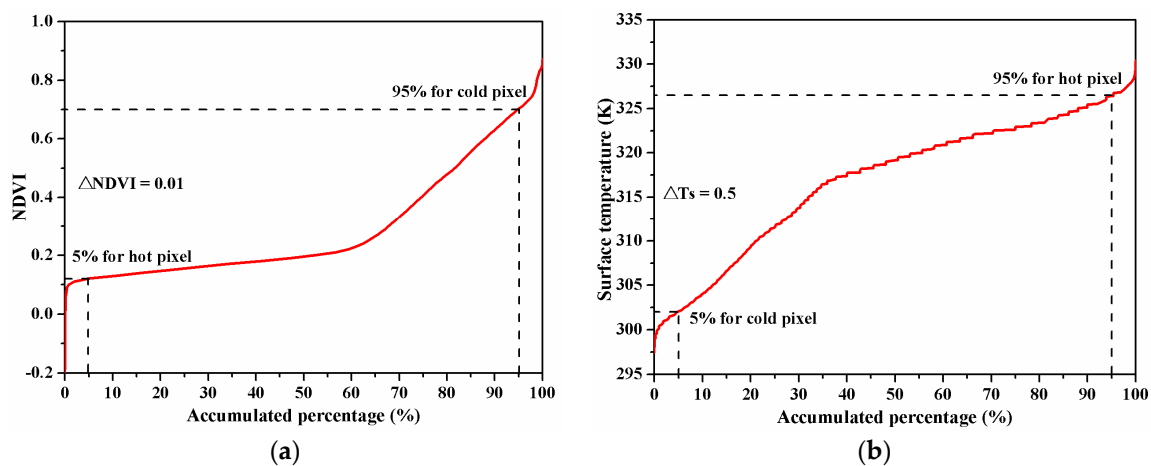 1.0
0.8
0.6
0.4
0.2
0.0
-0.2
NDVI
95% for cold pixel
△NDVI = 0.01
5% for hot pixel
0 10 20 30 40 50 60 70 80 90 100
Accumulated percentage (%)
(a)
335
330
325
320
315
310
305
300
295
Surface temperature (K)
95% for hot pixel
△Ts = 0.5
5% for cold pixel
0 10 20 30 40 50 60 70 80 90 100
Accumulated percentage (%)
(b)